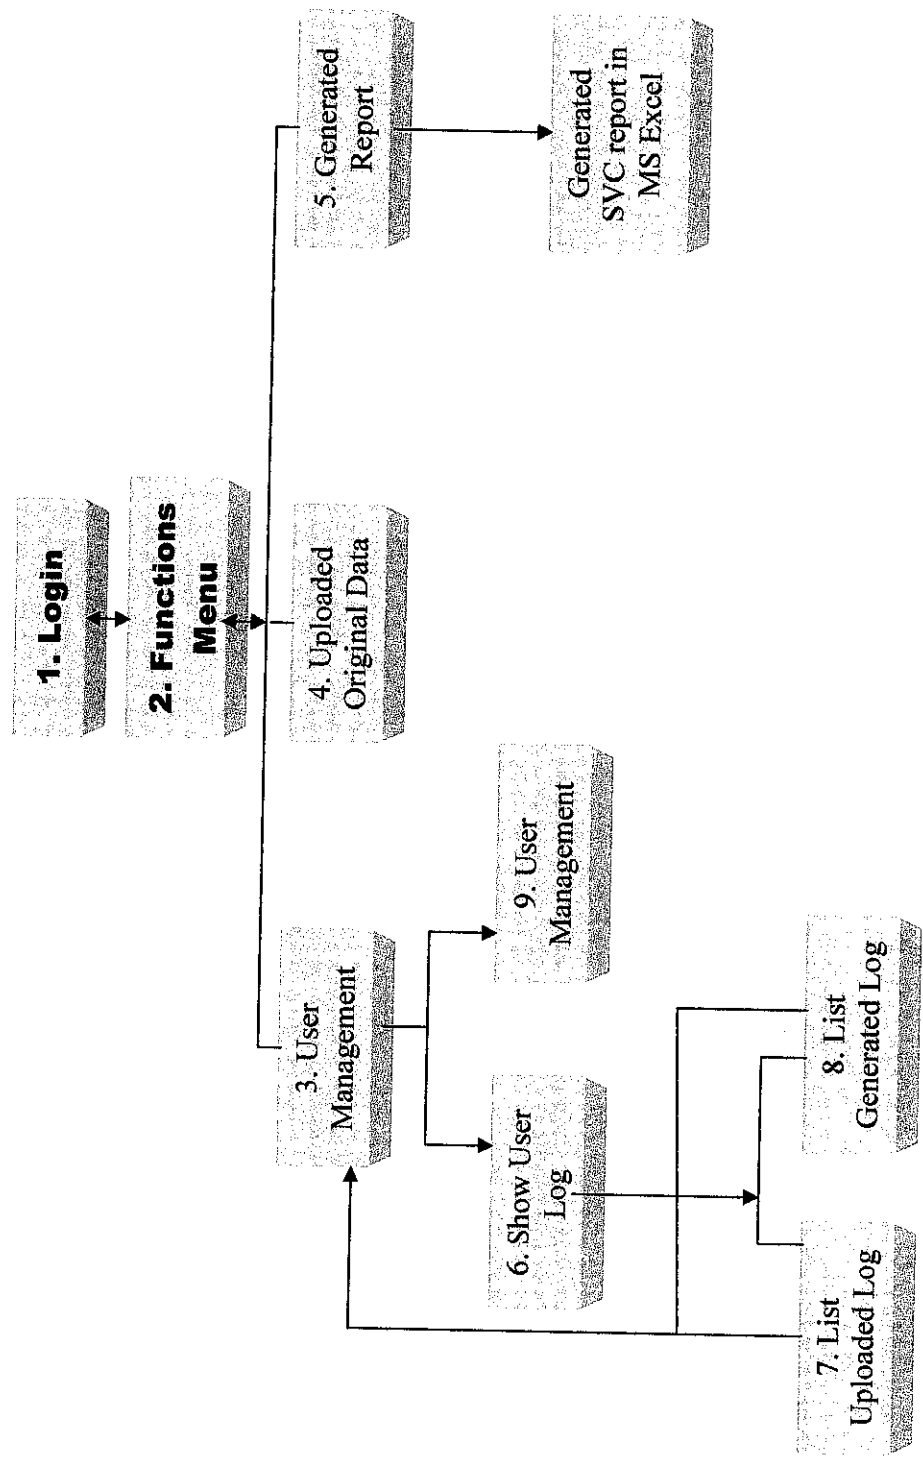 1. Login
2. Functions
Menu
3. User
Management
4. Uploaded
Original Data
5. Generated
Report
6. Show User
Log
9. User
Management
Generated
SVC report in
MS Excel
7. List
Uploaded Log
8. List
Generated Log